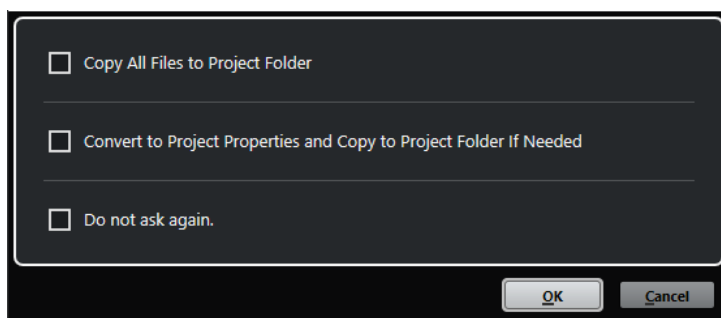 Copy All Files to Project Folder
Convert to Project Properties and Copy to Project Folder If Needed
Do not ask again.
OK
Cancel